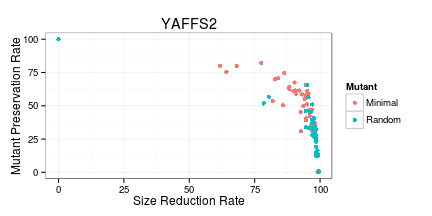 YAFFS2
Mutant Preservation Rate
100
75
50
25
0
0
25
50
75
100
Size Reduction Rate
Mutant
Minimal
Random